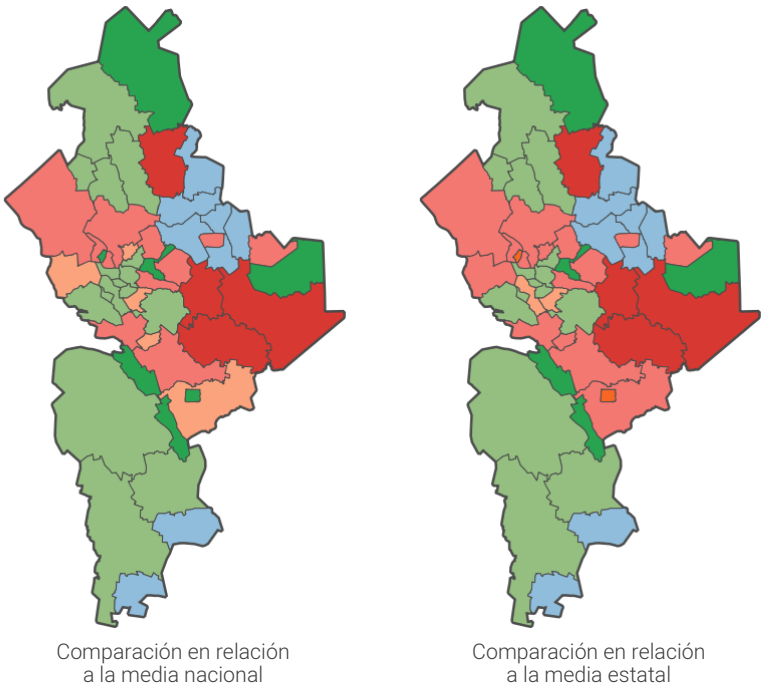 Comparación en relación
a la media nacional
Comparación en relación
a la media estatal